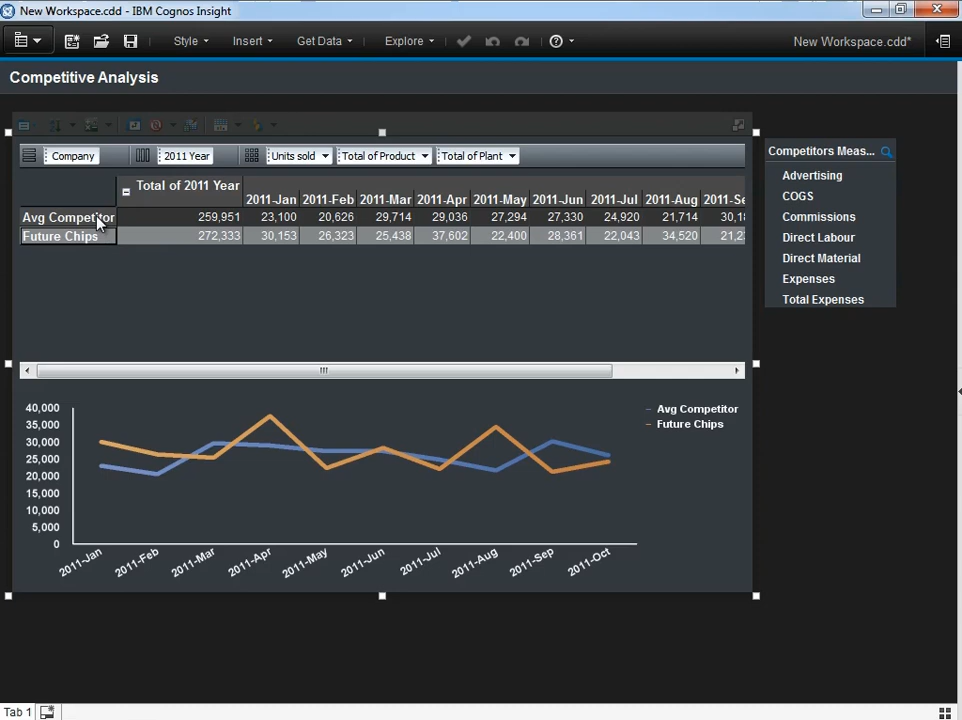 New Workspace.cdd - IBM Cognos Insight
Style Insert Get Data Explore New Workspace.cdd*
Competitive Analysis
Company 2011 Year Units sold Total of Product Total of Plant
Total of 2011 Year 2011-Jan 2011-Feb 2011-Mar 2011-Apr 2011-May 2011-Jun 2011-Jul 2011-Aug 2011-Se
Avg Competitor 259,951 23,100 20,626 29,714 29,036 27,294 27,330 24,920 21,714 30,18
Future Chips 272,333 30,153 26,323 25,438 37,602 22,400 28,361 22,043 34,520 21,2
Competitors Meas...
Advertising
COGS
Commissions
Direct Labour
Direct Material
Expenses
Total Expenses
40,000
35,000
30,000
25,000
20,000
15,000
10,000
5,000
0
2011-Jan 2011-Feb 2011-Mar 2011-Apr 2011-May 2011-Jun 2011-Jul 2011-Aug 2011-Sep 2011-Oct
Avg Competitor
Future Chips
Tab 1